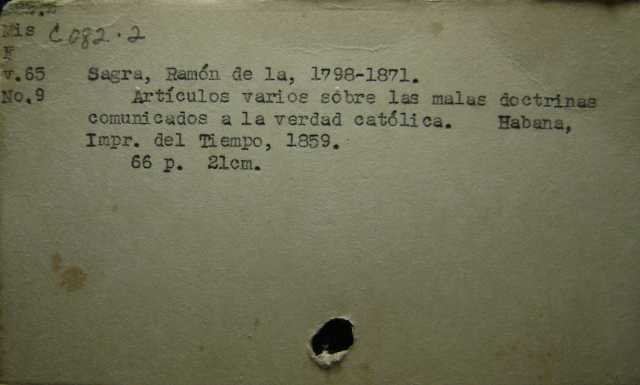 Mis C 082.2
F
v.65 Sagra, Ramón de la, 1798-1871.
No.9 Artículos varios sobre las malas doctrinas
comunicados a la verdad católica. Habana,
Impr. del Tiempo, 1859.
66 p. 21cm.